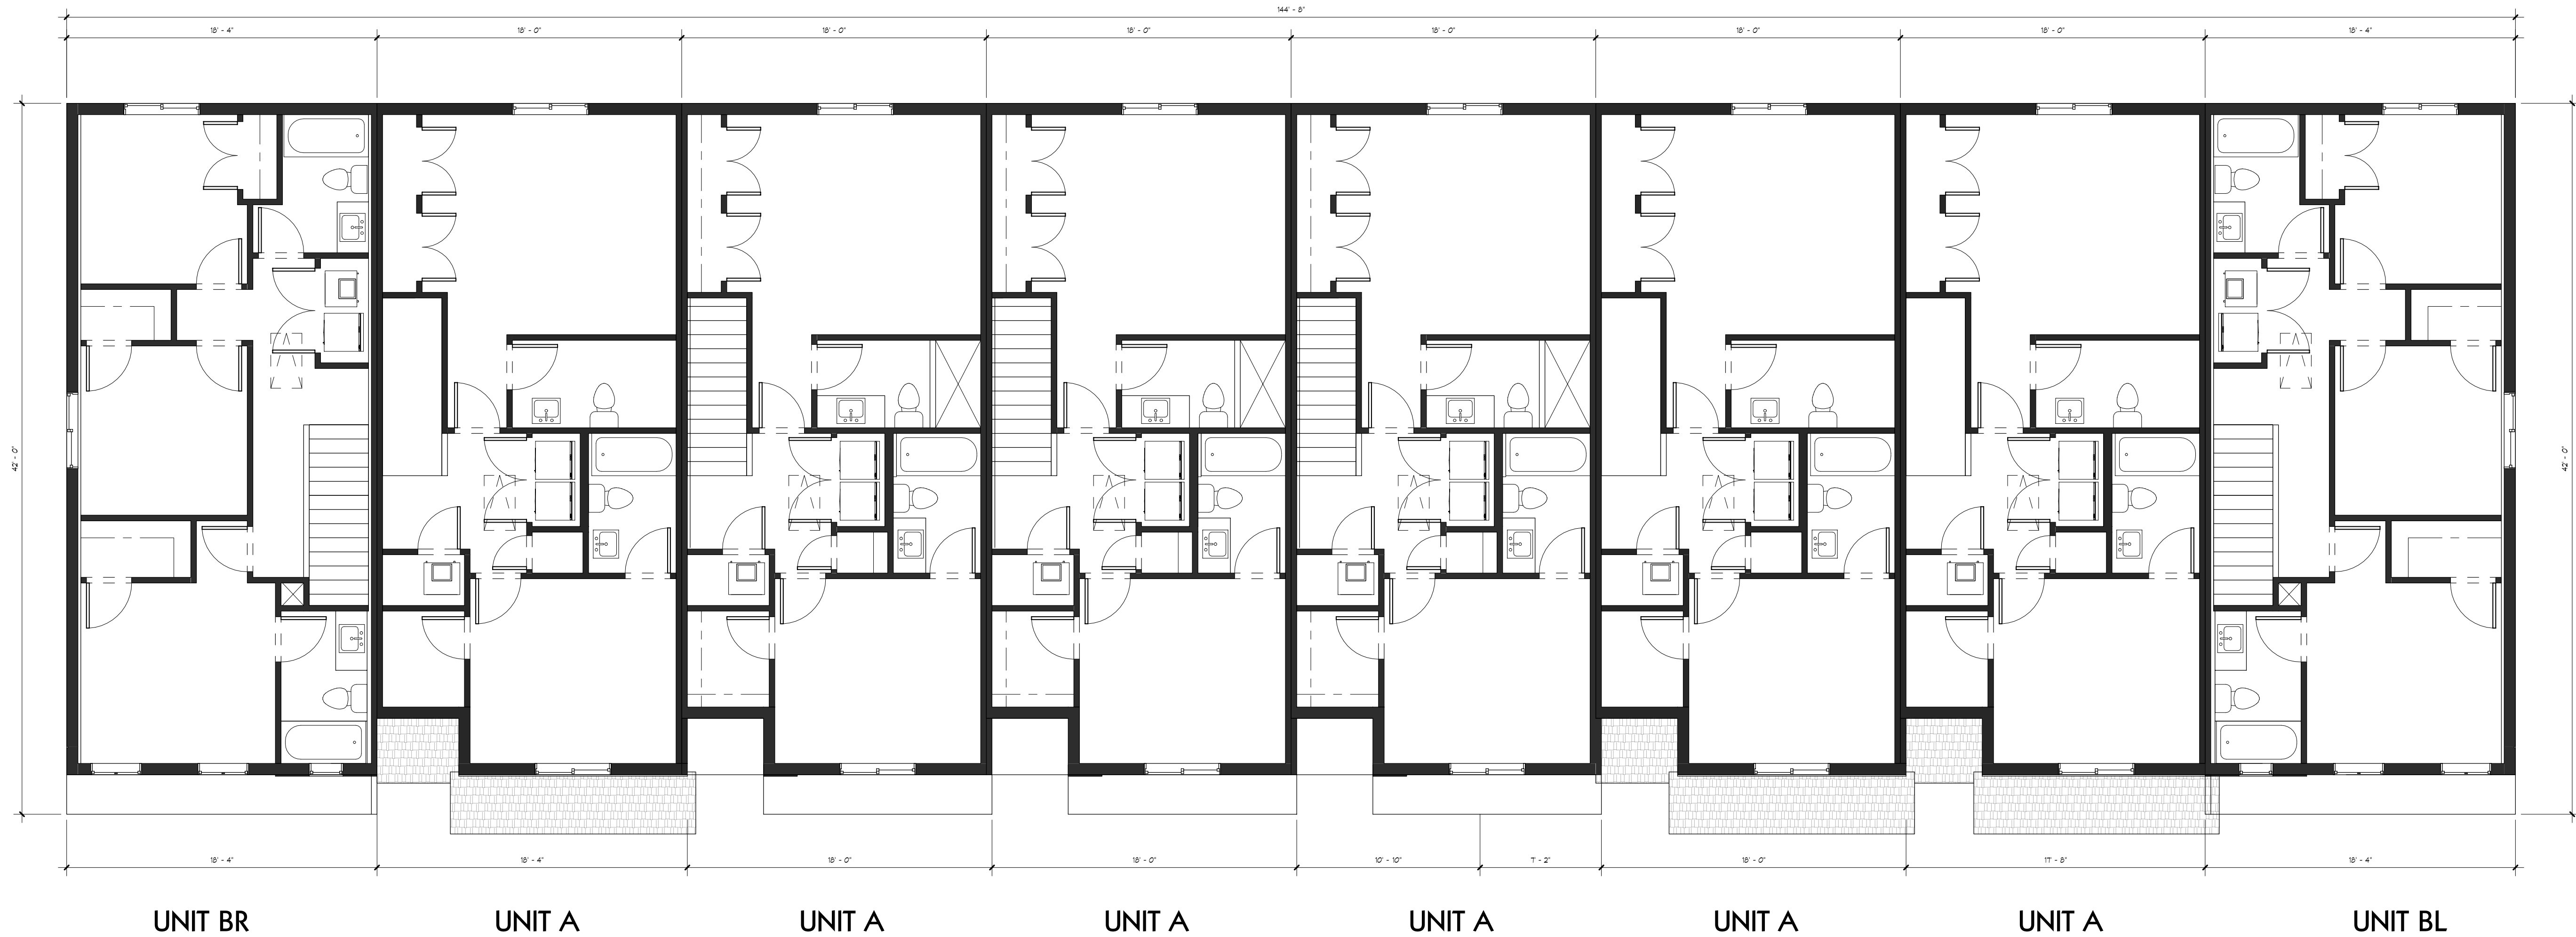 144' - 8"
18' - 4" 18' - 0" 18' - 0" 18' - 0" 18' - 0" 18' - 0" 18' - 0" 18' - 4"
42' - 0" 42' - 0"
18' - 4" 18' - 4" 18' - 0" 18' - 0" 10' - 10" 7' - 2" 18' - 0" 17' - 8" 18' - 4"
UNIT BR UNIT A UNIT A UNIT A UNIT A UNIT A UNIT A UNIT BL